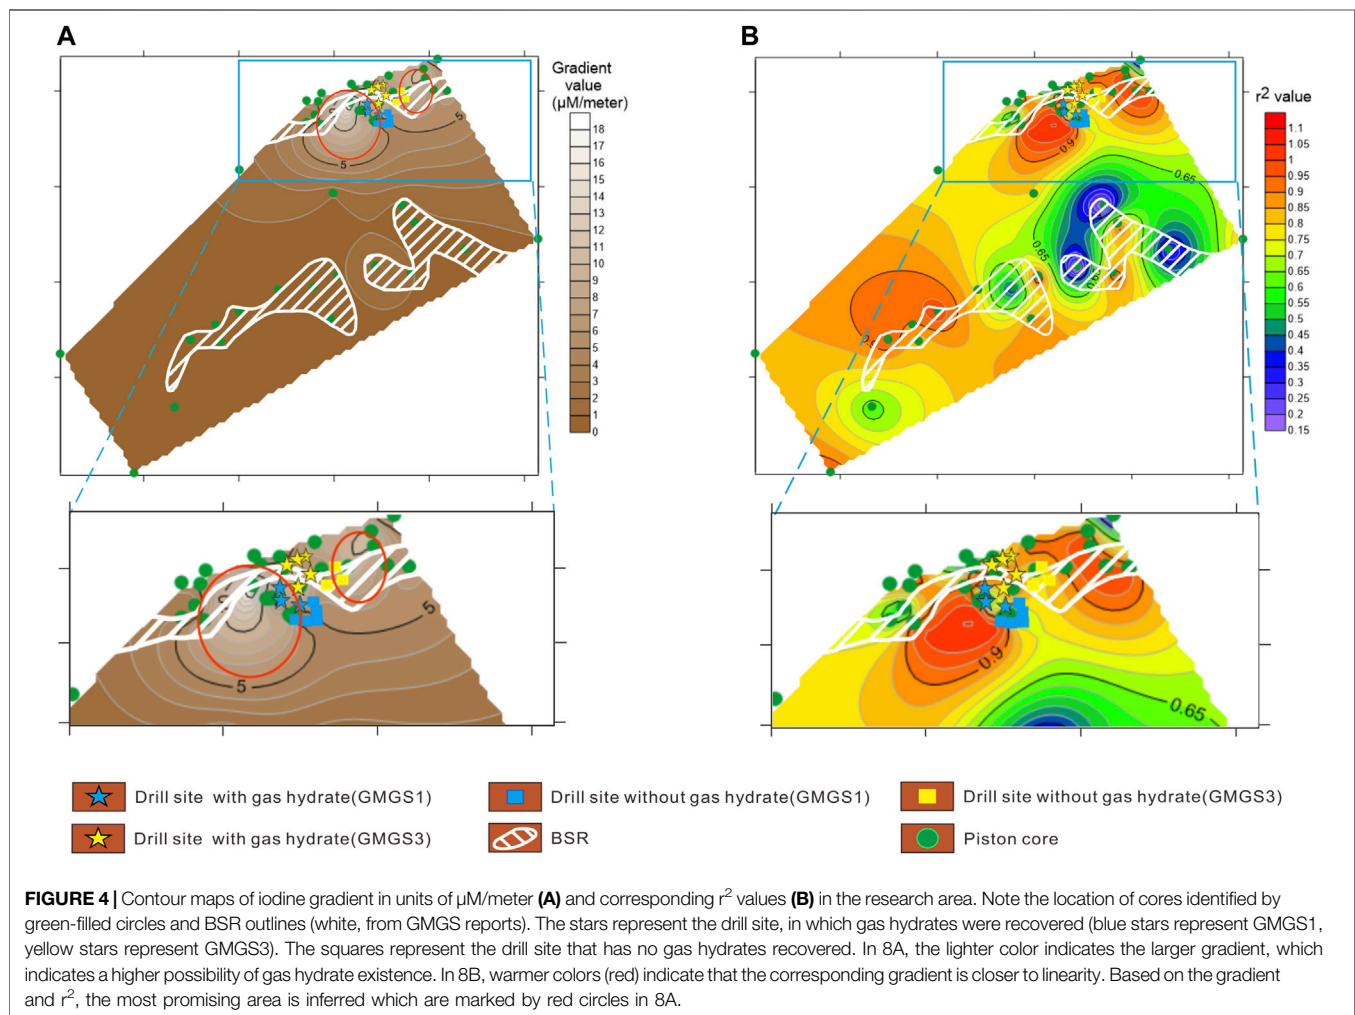 A
B
Gradient
value
(μM/meter)
18
17
16
15
14
13
12
11
10
9
8
7
6
5
4
3
2
1
0
5
5
r² value
1.1
1.05
1
0.95
0.9
0.85
0.8
0.75
0.7
0.65
0.6
0.55
0.5
0.45
0.4
0.35
0.3
0.25
0.2
0.15
0.9
0.65
0.65
5
5
0.9
0.65
Drill site with gas hydrate(GMGS1)
Drill site without gas hydrate(GMGS1)
Drill site without gas hydrate(GMGS3)
Drill site with gas hydrate(GMGS3)
BSR
Piston core
FIGURE 4 | Contour maps of iodine gradient in units of μM/meter (A) and corresponding r² values (B) in the research area. Note the location of cores identified by
green-filled circles and BSR outlines (white, from GMGS reports). The stars represent the drill site, in which gas hydrates were recovered (blue stars represent GMGS1,
yellow stars represent GMGS3). The squares represent the drill site that has no gas hydrates recovered. In 8A, the lighter color indicates the larger gradient, which
indicates a higher possibility of gas hydrate existence. In 8B, warmer colors (red) indicate that the corresponding gradient is closer to linearity. Based on the gradient
and r², the most promising area is inferred which are marked by red circles in 8A.